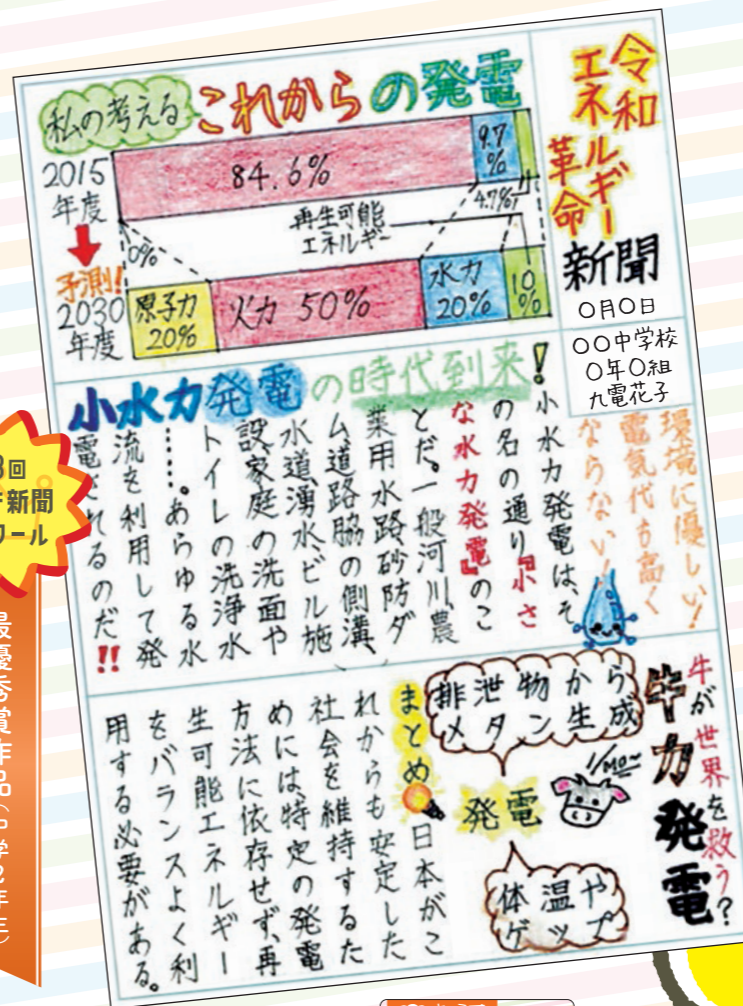 令和
エネルギー
革命
新聞
〇月〇日
〇〇中学校
〇年〇組
九電花子
私の考える これからの発電
2015
年度
84.6%
9.7
%
4.7%
再生可能
エネルギー
0%
予測!
2030
年度
原子力
20%
火力 50%
水力
20%
10
%
小水力発電の時代到来!
環境に優しい!
電気代も高く
ならない!
小水力発電は、そ
の名の通り『小さ
な水力発電』のこ
とだ。一般河川、農
業用水路、砂防ダ
ム、道路脇の側溝、
水道、湧水、ビル施
設、家庭の洗面や
トイレの洗浄水
……。あらゆる水
流を利用して発
電されるのだ!!
牛が世界を救う?
牛力発電
排泄物から
メタン生成
MO~
発電
体温や
ゲップ
まとめ
日本がこ
れからも安定した
社会を維持するた
めには、特定の発電
方法に依存せず、再
生可能エネルギー
をバランスよく利
用する必要がある。
回
新聞
最優秀賞作品